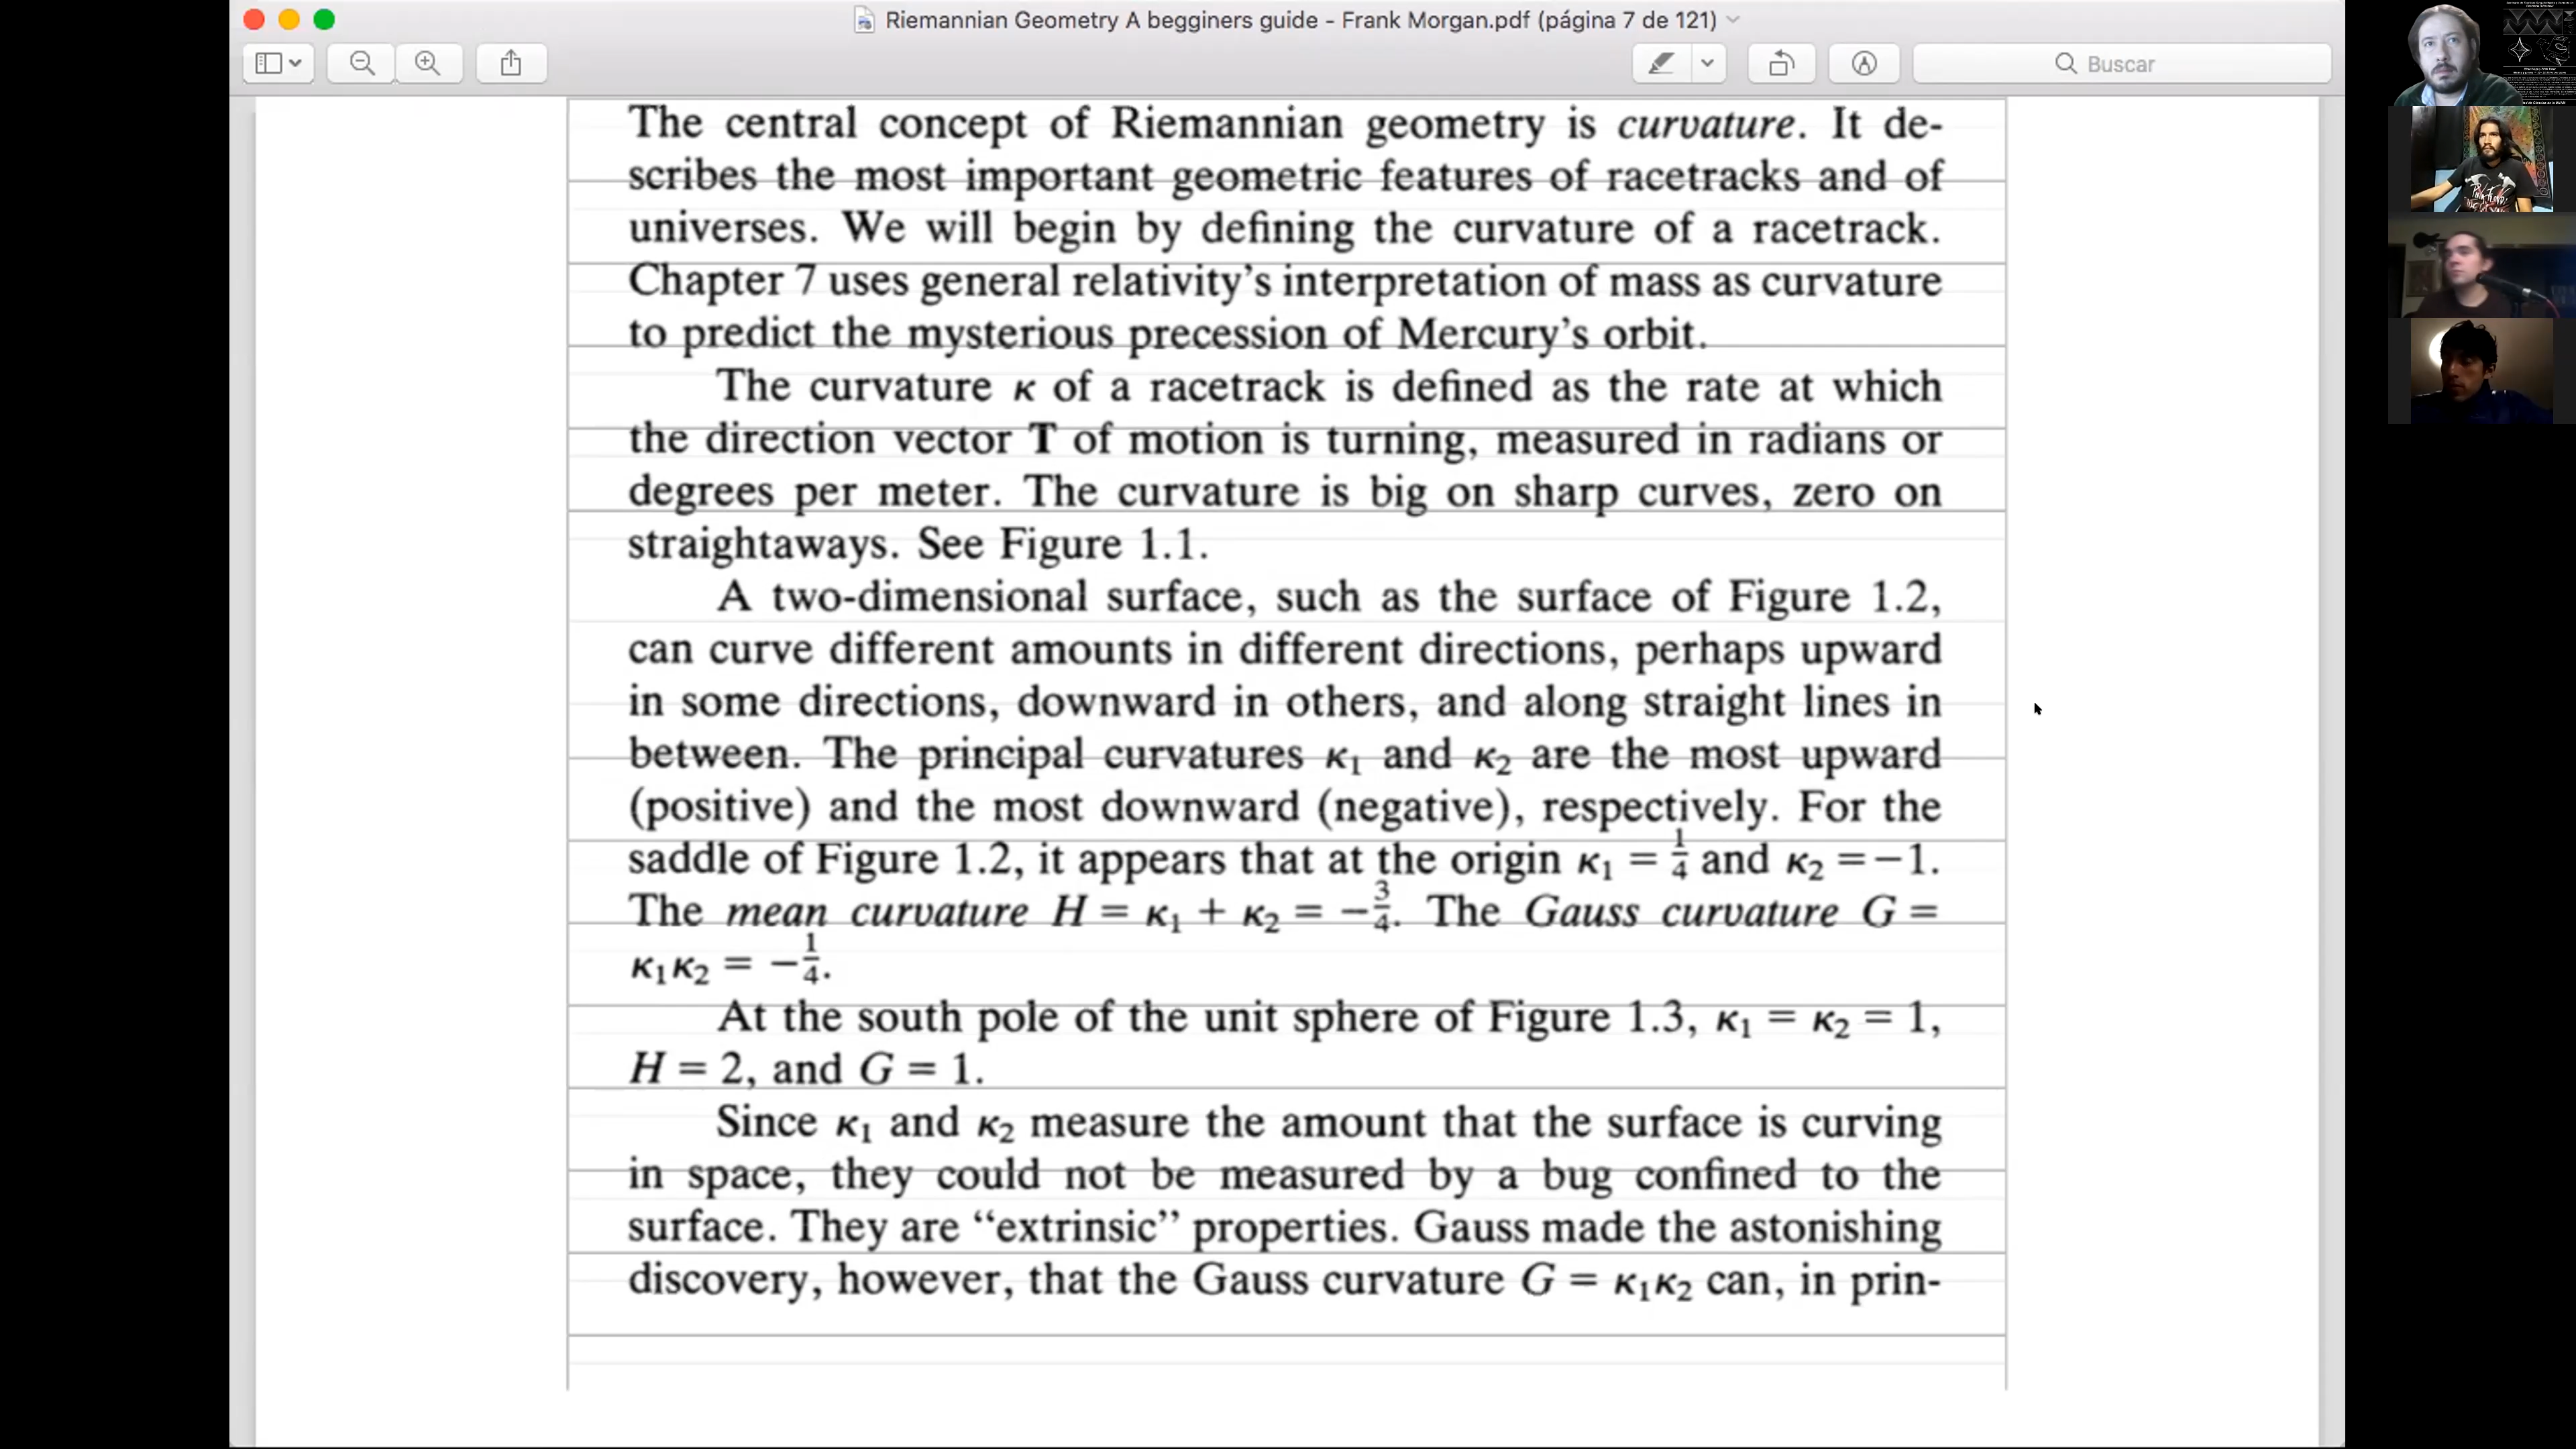 Riemannian Geometry A begginers guide - Frank Morgan.pdf (página 7 de 121)
Buscar
The central concept of Riemannian geometry is curvature. It de-
scribes the most important geometric features of racetracks and of
universes. We will begin by defining the curvature of a racetrack.
Chapter 7 uses general relativity's interpretation of mass as curvature
to predict the mysterious precession of Mercury's orbit.
The curvature κ of a racetrack is defined as the rate at which
the direction vector T of motion is turning, measured in radians or
degrees per meter. The curvature is big on sharp curves, zero on
straightaways. See Figure 1.1.
A two-dimensional surface, such as the surface of Figure 1.2,
can curve different amounts in different directions, perhaps upward
in some directions, downward in others, and along straight lines in
between. The principal curvatures κ₁ and κ₂ are the most upward
(positive) and the most downward (negative), respectively. For the
saddle of Figure 1.2, it appears that at the origin κ₁ = 1/4 and κ₂ = −1.
The mean curvature H = κ₁ + κ₂ = −3/4. The Gauss curvature G =
κ₁κ₂ = −1/4.
At the south pole of the unit sphere of Figure 1.3, κ₁ = κ₂ = 1,
H = 2, and G = 1.
Since κ₁ and κ₂ measure the amount that the surface is curving
in space, they could not be measured by a bug confined to the
surface. They are “extrinsic” properties. Gauss made the astonishing
discovery, however, that the Gauss curvature G = κ₁κ₂ can, in prin-